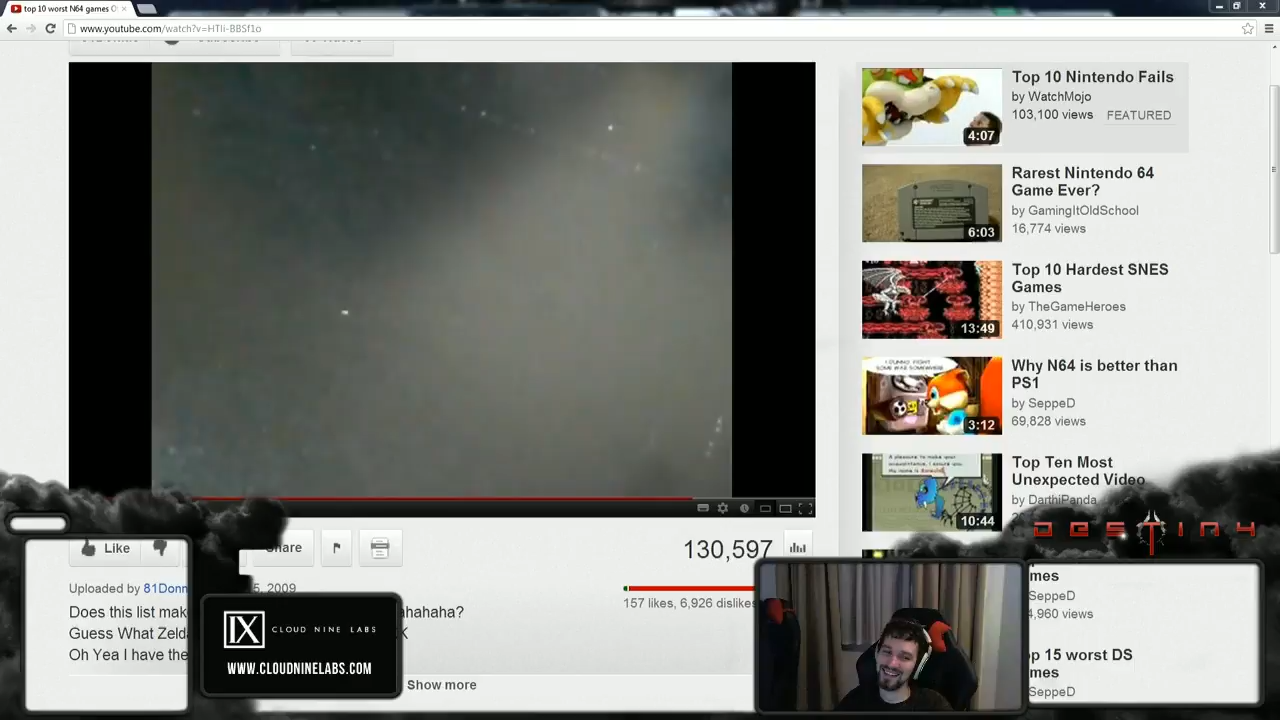 top 10 worst N64 games O
www.youtube.com/watch?v=HTIi-BBSf1o
Top 10 Nintendo Fails
by WatchMojo
103,100 views FEATURED
4:07
Rarest Nintendo 64
Game Ever?
by GamingItOldSchool
16,774 views
6:03
Top 10 Hardest SNES
Games
by TheGameHeroes
410,931 views
13:49
Why N64 is better than
PS1
by SeppeD
69,828 views
3:12
Top Ten Most
Unexpected Video
by DarthiPanda
10:44
DESTINY
mes
SeppeD
4,960 views
op 15 worst DS
mes
SeppeD
Like
Share
130,597
Uploaded by 81Donn
5, 2009
157 likes, 6,926 dislikes
Does this list mak
ahahaha?
Guess What Zeld
K
Oh Yea I have the
Show more
IX CLOUD NINE LABS
WWW.CLOUDNINELABS.COM